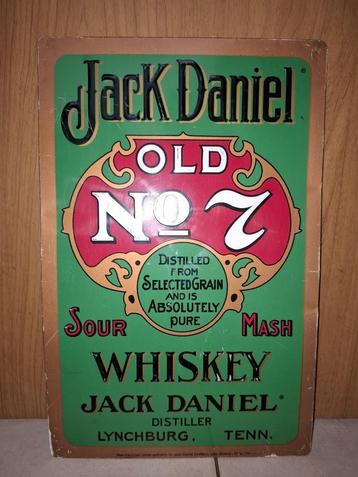 Jack Daniel®
OLD
No 7
DISTILLED
FROM
SELECTED GRAIN
AND IS
ABSOLUTELY
PURE
SOUR MASH
WHISKEY
JACK DANIEL®
DISTILLER
LYNCHBURG, TENN.